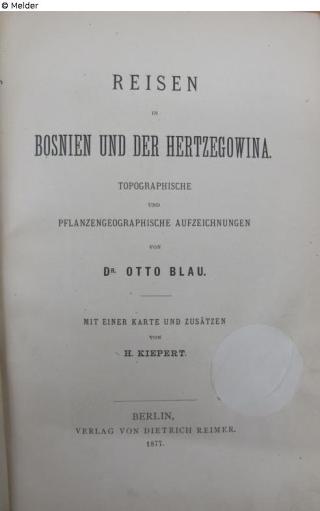 © Melder
REISEN
IN
BOSNIEN UND DER HERTZEGOWINA.
TOPOGRAPHISCHE
UND
PFLANZENGEOGRAPHISCHE AUFZEICHNUNGEN
VON
DR. OTTO BLAU.
MIT EINER KARTE UND ZUSÄTZEN
VON
H. KIEPERT.
BERLIN,
VERLAG VON DIETRICH REIMER.
1877.